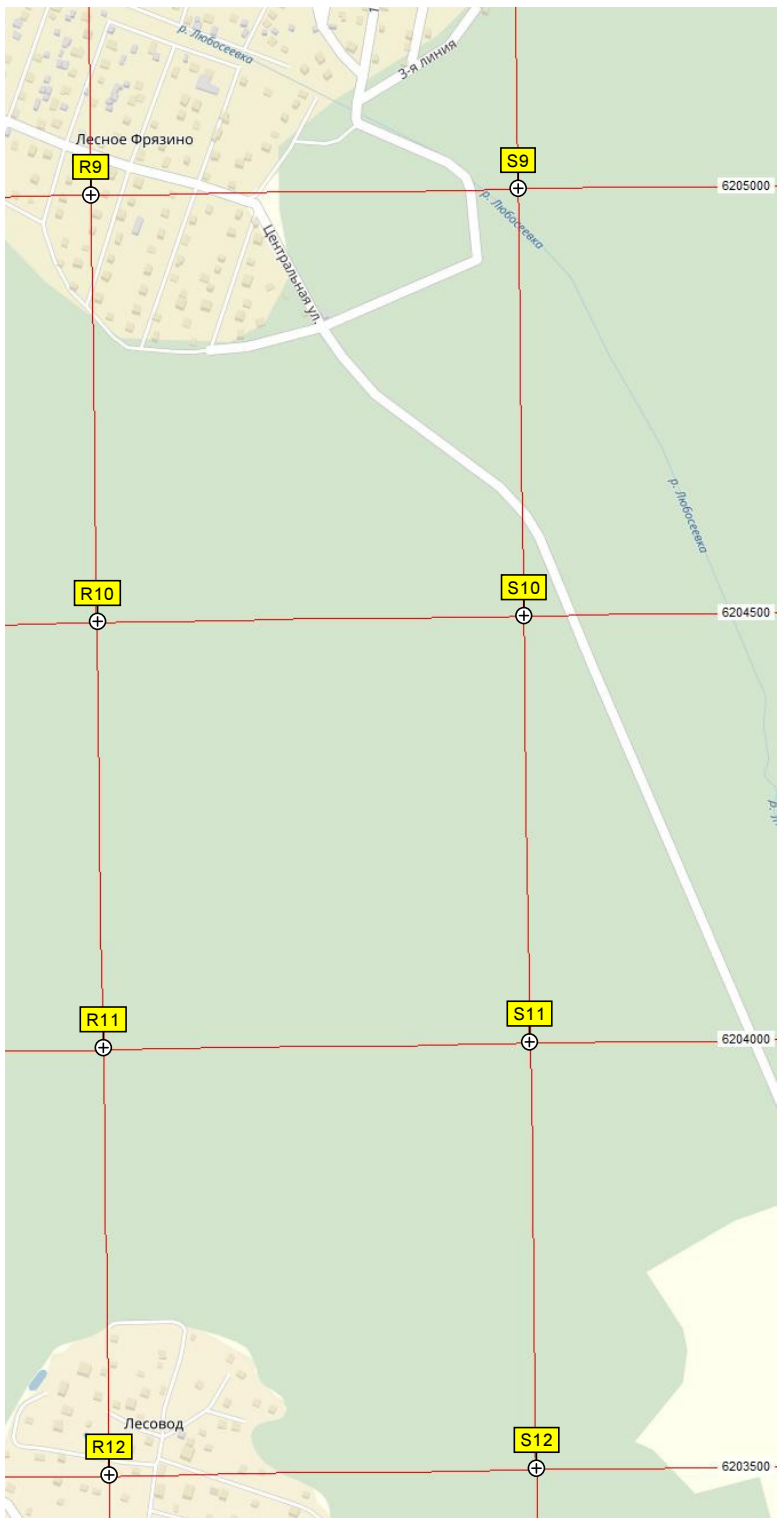 р. Любосеевка
3-я линия
Лесное Фрязино
R9
S9
6205000
р. Любосеевка
Центральная ул.
р. Любосеевка
R10
S10
6204500
R11
S11
6204000
Лесовод
R12
S12
6203500